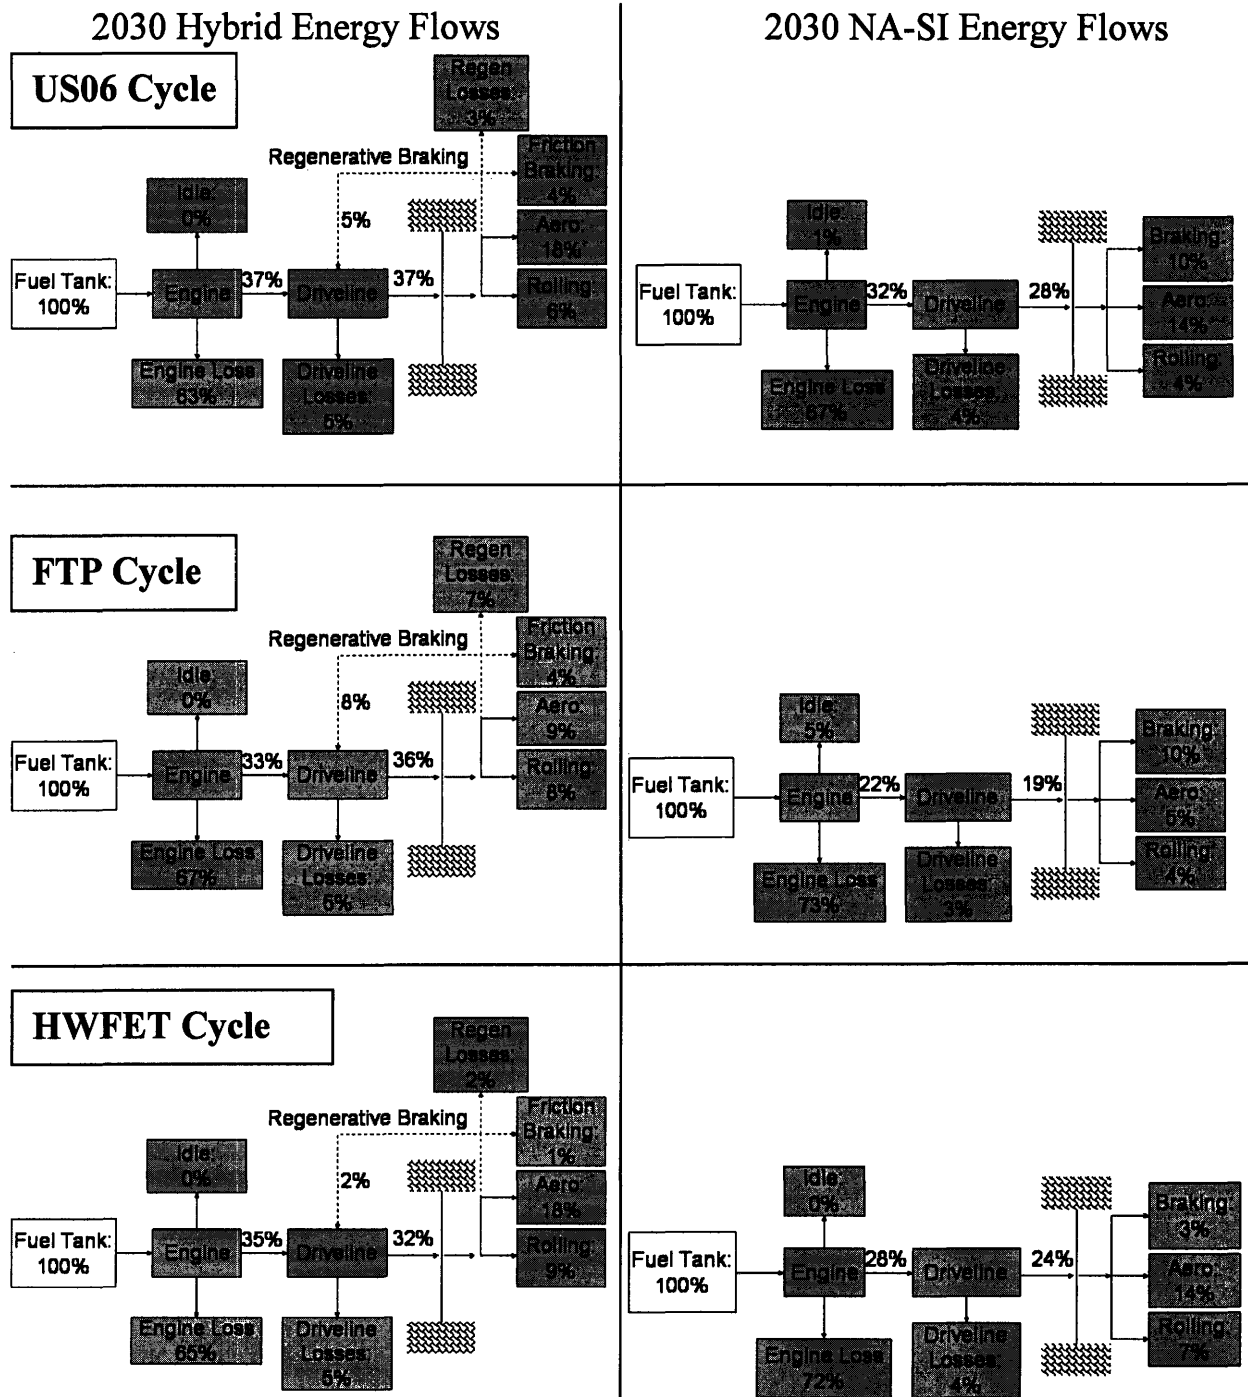 2030 Hybrid Energy Flows
2030 NA-SI Energy Flows
US06 Cycle
Regen
Losses:
3%
Regenerative Braking
Friction
Braking:
4%
Idle:
0%
5%
Aero:
18%
Fuel Tank:
100%
Engine
37%
Driveline
37%
Rolling:
6%
Engine Loss
63%
Driveline
Losses:
5%
Idle:
1%
Braking:
10%
Fuel Tank:
100%
Engine
32%
Driveline
28%
Aero:
14%
Rolling:
4%
Engine Loss
67%
Driveline
Losses:
4%
FTP Cycle
Regen
Losses:
7%
Regenerative Braking
Friction
Braking:
4%
Idle:
0%
8%
Aero:
9%
Fuel Tank:
100%
Engine
33%
Driveline
36%
Rolling:
8%
Engine Loss
67%
Driveline
Losses:
5%
Idle:
5%
Braking:
10%
Fuel Tank:
100%
Engine
22%
Driveline
19%
Aero:
5%
Rolling:
4%
Engine Loss
73%
Driveline
Losses:
3%
HWFET Cycle
Regen
Losses:
2%
Regenerative Braking
Friction
Braking:
1%
Idle:
0%
2%
Aero:
18%
Fuel Tank:
100%
Engine
35%
Driveline
32%
Rolling:
9%
Engine Loss
65%
Driveline
Losses:
5%
Idle:
0%
Braking:
3%
Fuel Tank:
100%
Engine
28%
Driveline
24%
Aero:
14%
Rolling:
7%
Engine Loss
72%
Driveline
Losses:
4%